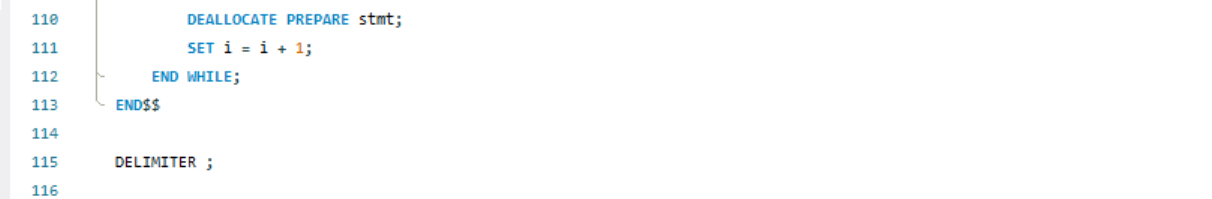 110 DEALLOCATE PREPARE stmt;
111 SET i = i + 1;
112 END WHILE;
113 END$$
114
115 DELIMITER ;
116